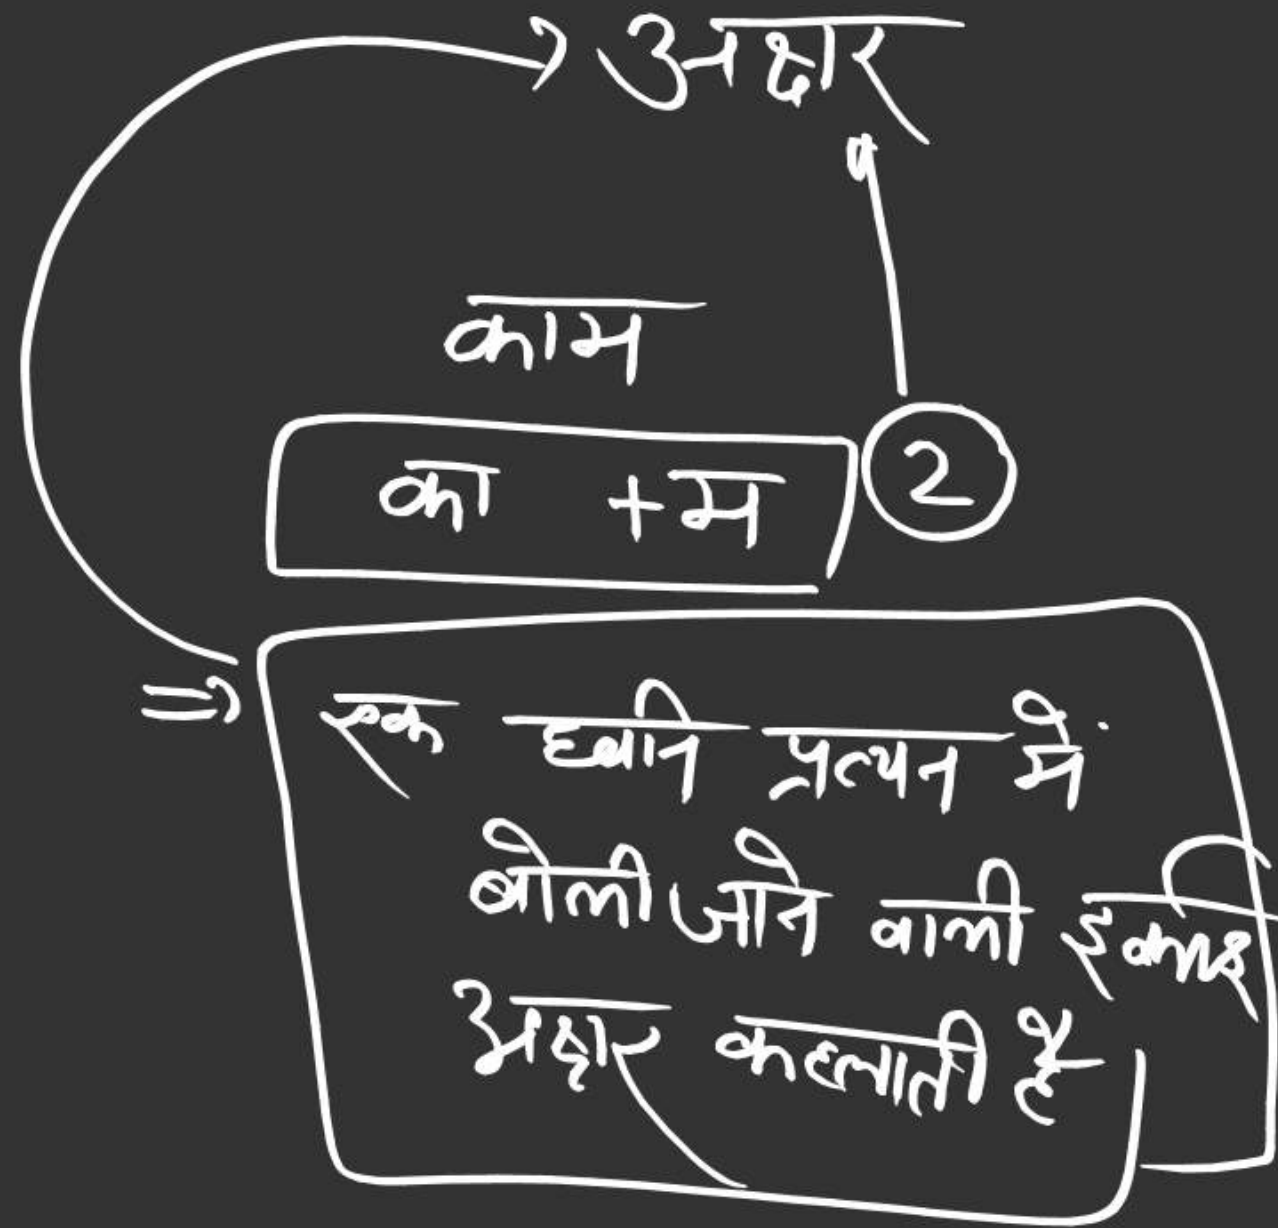 → अक्षर
काम
का + म 2
⇒ एक ध्वनि प्रत्यन में
बोली जाने वाली इकाई
अक्षर कहलाती है